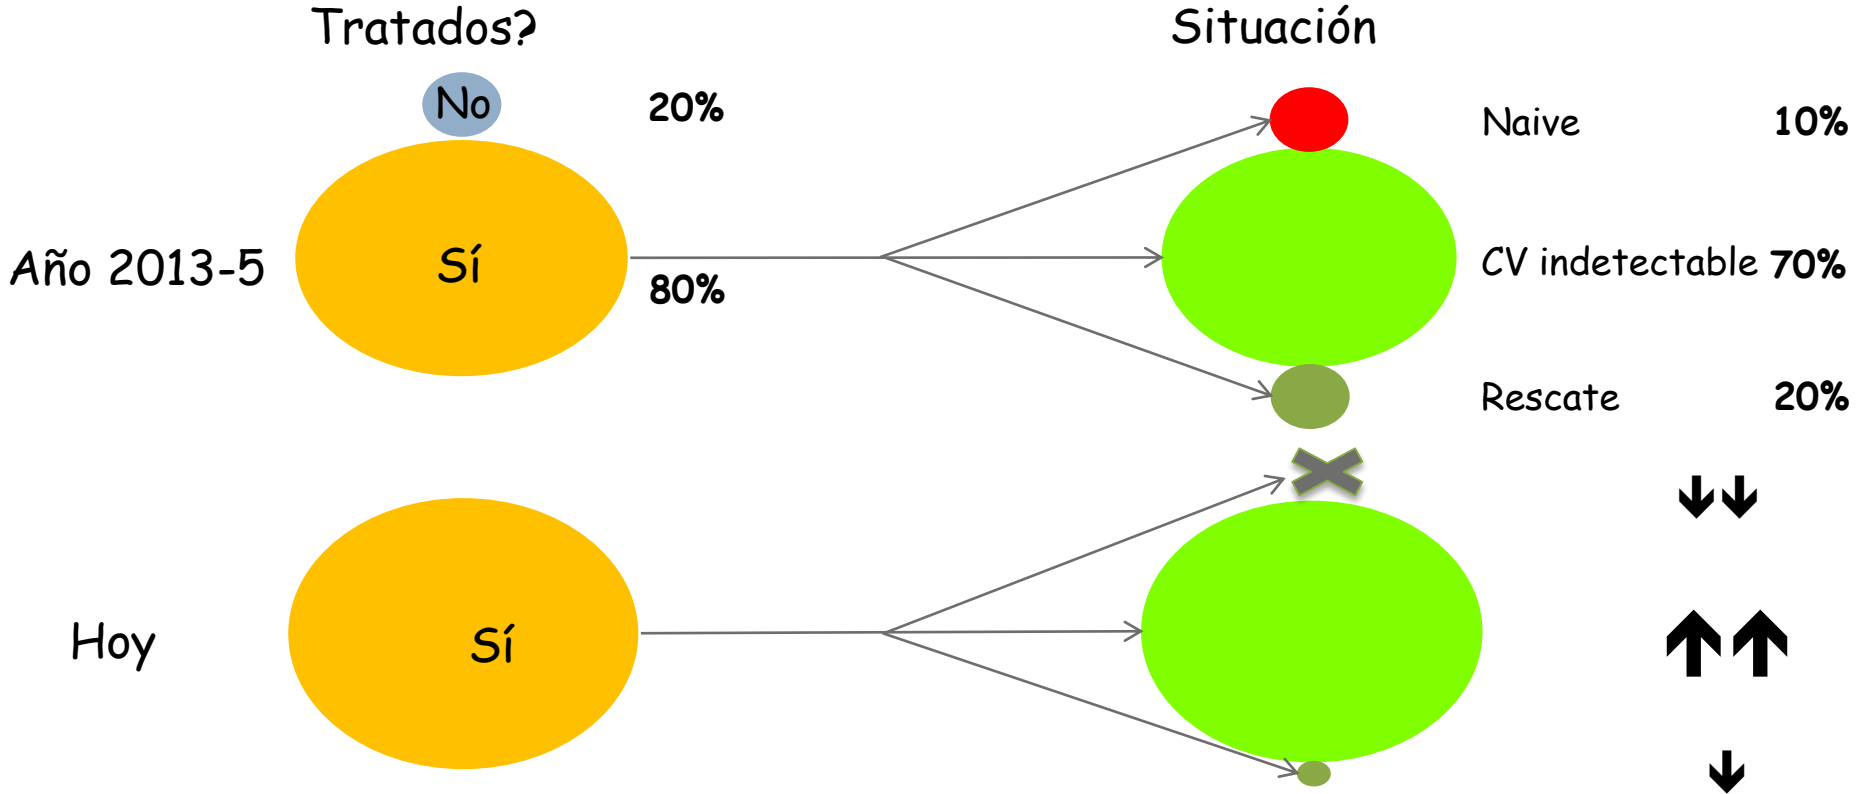 Tratados?
Situación
No
20%
Naive
10%
Año 2013-5
Sí
80%
CV indetectable
70%
Rescate
20%
Hoy
Sí